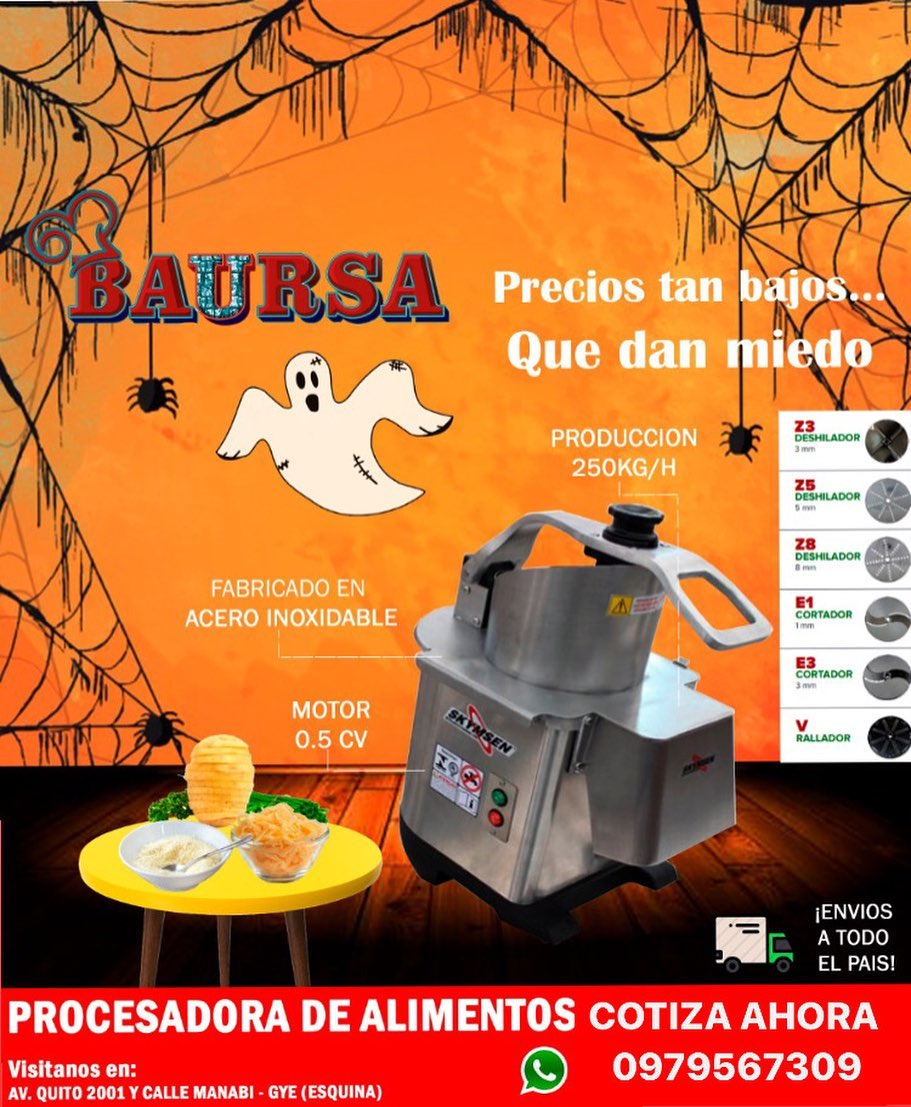 BAURSA
Precios tan bajos...
Que dan miedo
PRODUCCION
250KG/H
Z3
DESHILADOR
3 mm
Z5
DESHILADOR
5 mm
Z8
DESHILADOR
8 mm
E1
CORTADOR
1 mm
E3
CORTADOR
3 mm
V
RALLADOR
FABRICADO EN
ACERO INOXIDABLE
MOTOR
0.5 CV
SKYMSEN
SKYMSEN
¡ENVIOS
A TODO
EL PAIS!
PROCESADORA DE ALIMENTOS COTIZA AHORA
Visitanos en:
AV. QUITO 2001 Y CALLE MANABI - GYE (ESQUINA)
0979567309